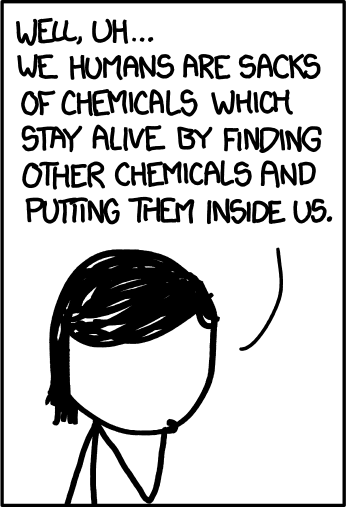 WELL, UH...
WE HUMANS ARE SACKS
OF CHEMICALS WHICH
STAY ALIVE BY FINDING
OTHER CHEMICALS AND
PUTTING THEM INSIDE US.